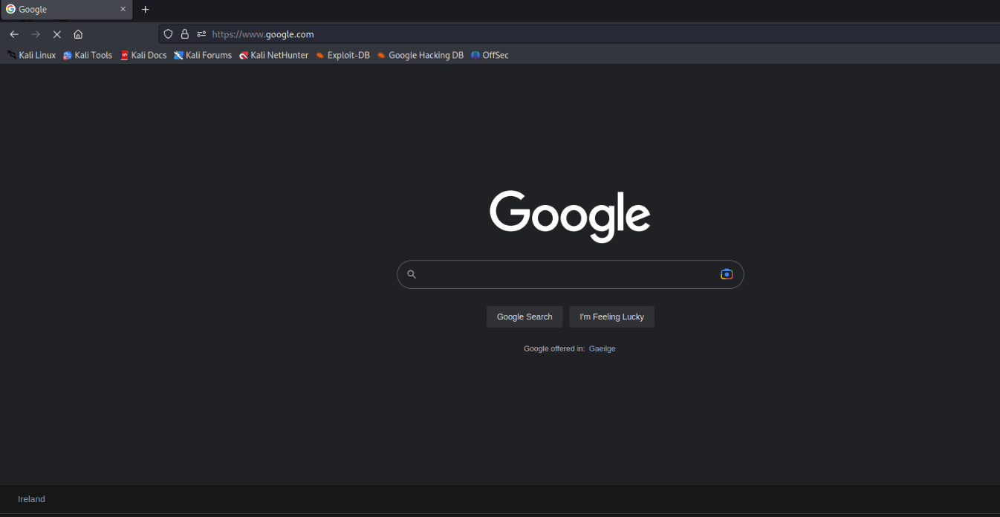 Google
https://www.google.com
Kali Linux Kali Tools Kali Docs Kali Forums Kali NetHunter Exploit-DB Google Hacking DB OffSec
Google
Google Search I'm Feeling Lucky
Google offered in: Gaeilge
Ireland